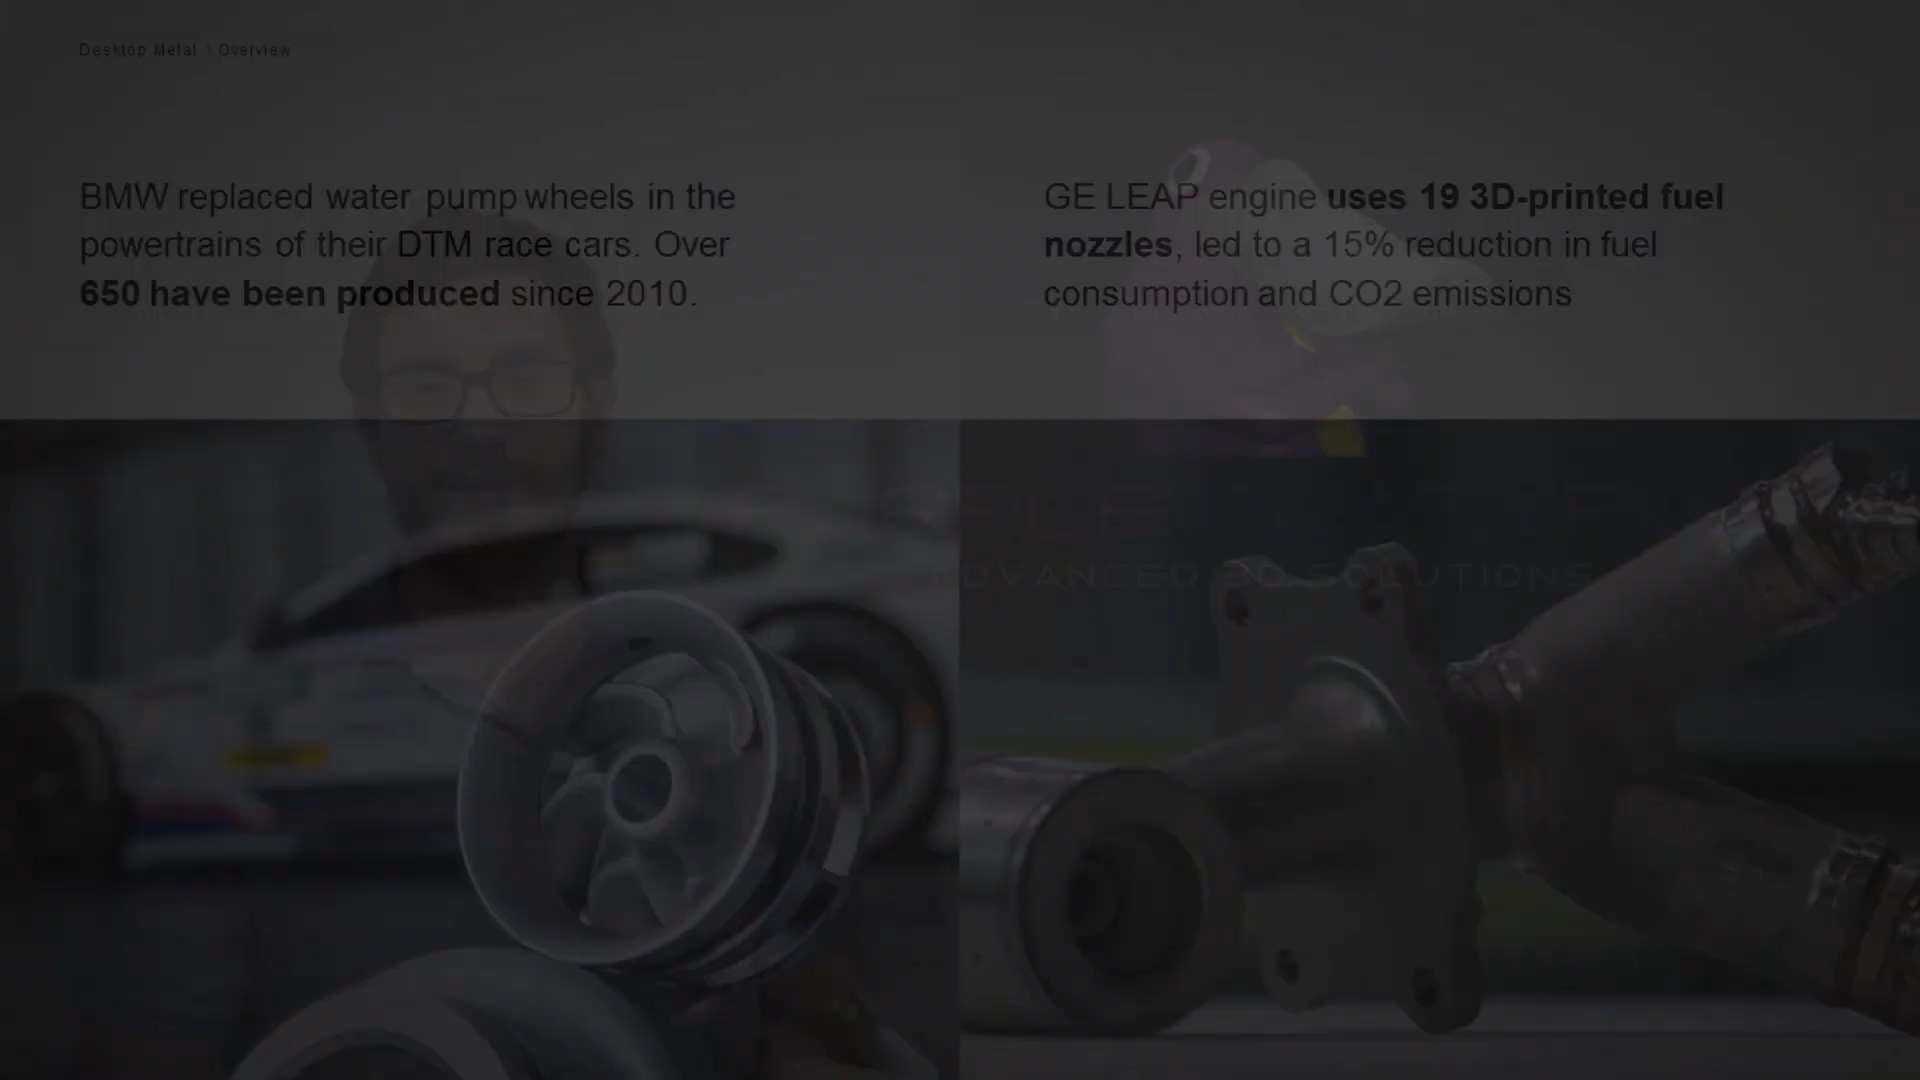 Desktop Metal \ Overview
BMW replaced water pump wheels in the
powertrains of their DTM race cars. Over
650 have been produced since 2010.
GE LEAP engine uses 19 3D-printed fuel
nozzles, led to a 15% reduction in fuel
consumption and CO2 emissions
ADVANCED 3D SOLUTIONS